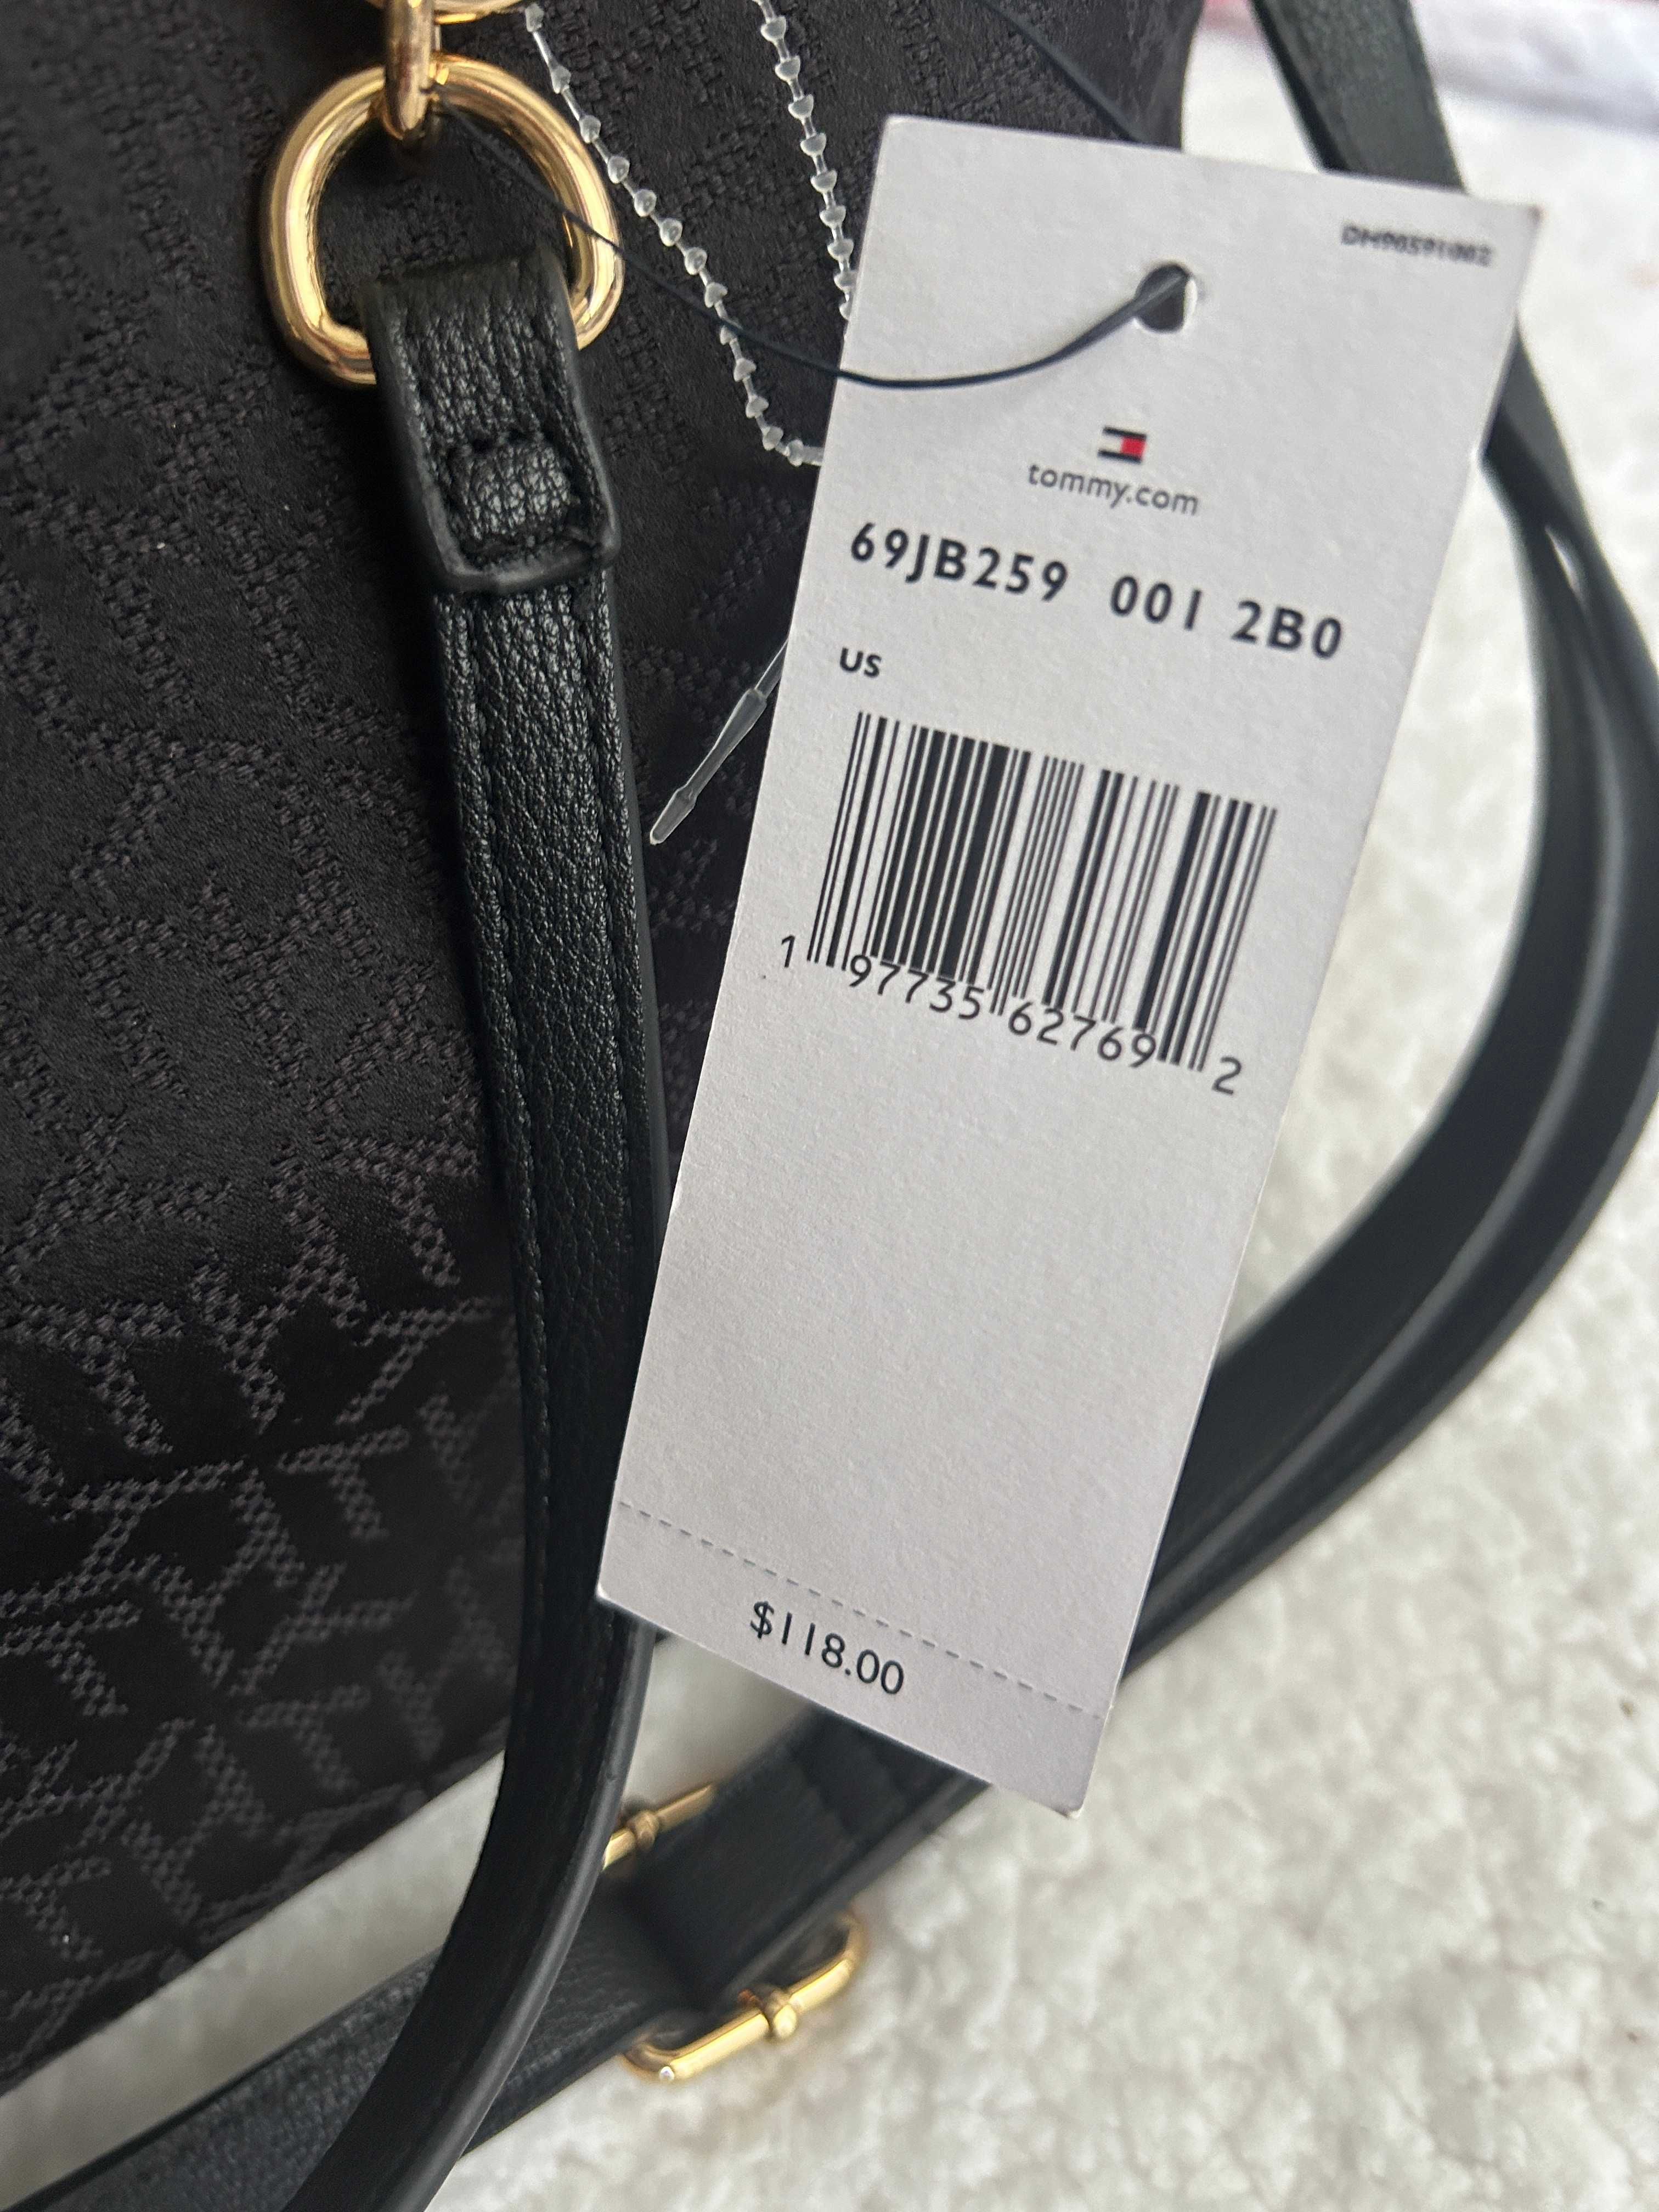 tommy.com
69JB259 001 2B0
US
1 97735 62769 2
$118.00